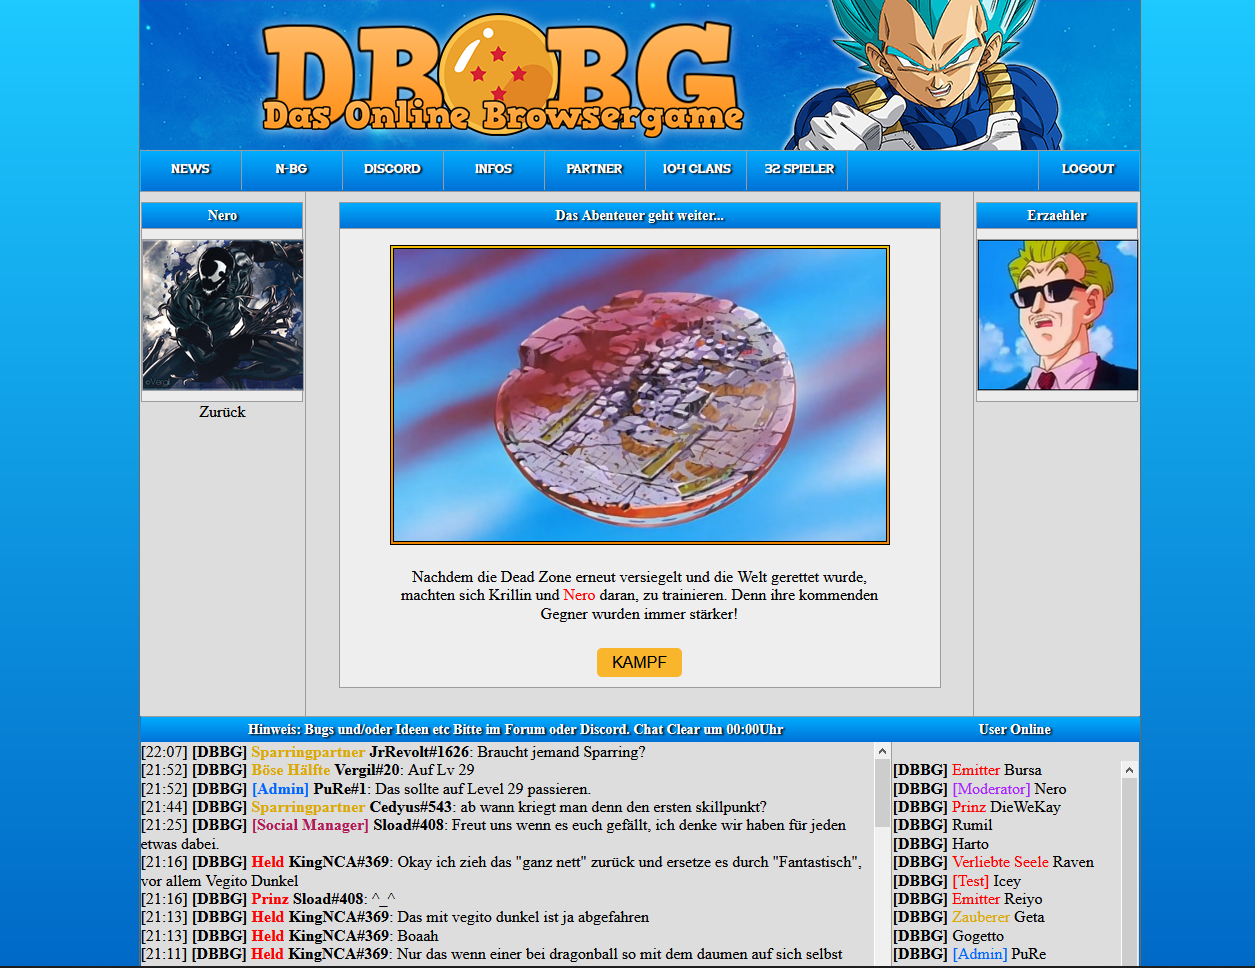 DBBG
Das Online Browsergame
NEWS
N-BG
DISCORD
INFOS
PARTNER
104 CLANS
32 SPIELER
LOGOUT
Nero
Zurück
Das Abenteuer geht weiter...
Nachdem die Dead Zone erneut versiegelt und die Welt gerettet wurde,
machten sich Krillin und Nero daran, zu trainieren. Denn ihre kommenden
Gegner wurden immer stärker!
KAMPF
Erzaehler
Hinweis: Bugs und/oder Ideen etc Bitte im Forum oder Discord. Chat Clear um 00:00Uhr
[22:07] [DBBG] Sparringpartner JrRevolt#1626: Braucht jemand Sparring?
[21:52] [DBBG] Böse Hälfte Vergil#20: Auf Lv 29
[21:52] [DBBG] [Admin] PuRe#1: Das sollte auf Level 29 passieren.
[21:44] [DBBG] Sparringpartner Cedyus#543: ab wann kriegt man denn den ersten skillpunkt?
[21:25] [DBBG] [Social Manager] Sload#408: Freut uns wenn es euch gefällt, ich denke wir haben für jeden
etwas dabei.
[21:16] [DBBG] Held KingNCA#369: Okay ich zieh das "ganz nett" zurück und ersetze es durch "Fantastisch",
vor allem Vegito Dunkel
[21:16] [DBBG] Prinz Sload#408: ^_^
[21:13] [DBBG] Held KingNCA#369: Das mit vegito dunkel ist ja abgefahren
[21:13] [DBBG] Held KingNCA#369: Boaah
[21:11] [DBBG] Held KingNCA#369: Nur das wenn einer bei dragonball so mit dem daumen auf sich selbst
User Online
[DBBG] Emitter Bursa
[DBBG] [Moderator] Nero
[DBBG] Prinz DieWeKay
[DBBG] Rumil
[DBBG] Harto
[DBBG] Verliebte Seele Raven
[DBBG] [Test] Icey
[DBBG] Emitter Reiyo
[DBBG] Zauberer Geta
[DBBG] Gogetto
[DBBG] [Admin] PuRe